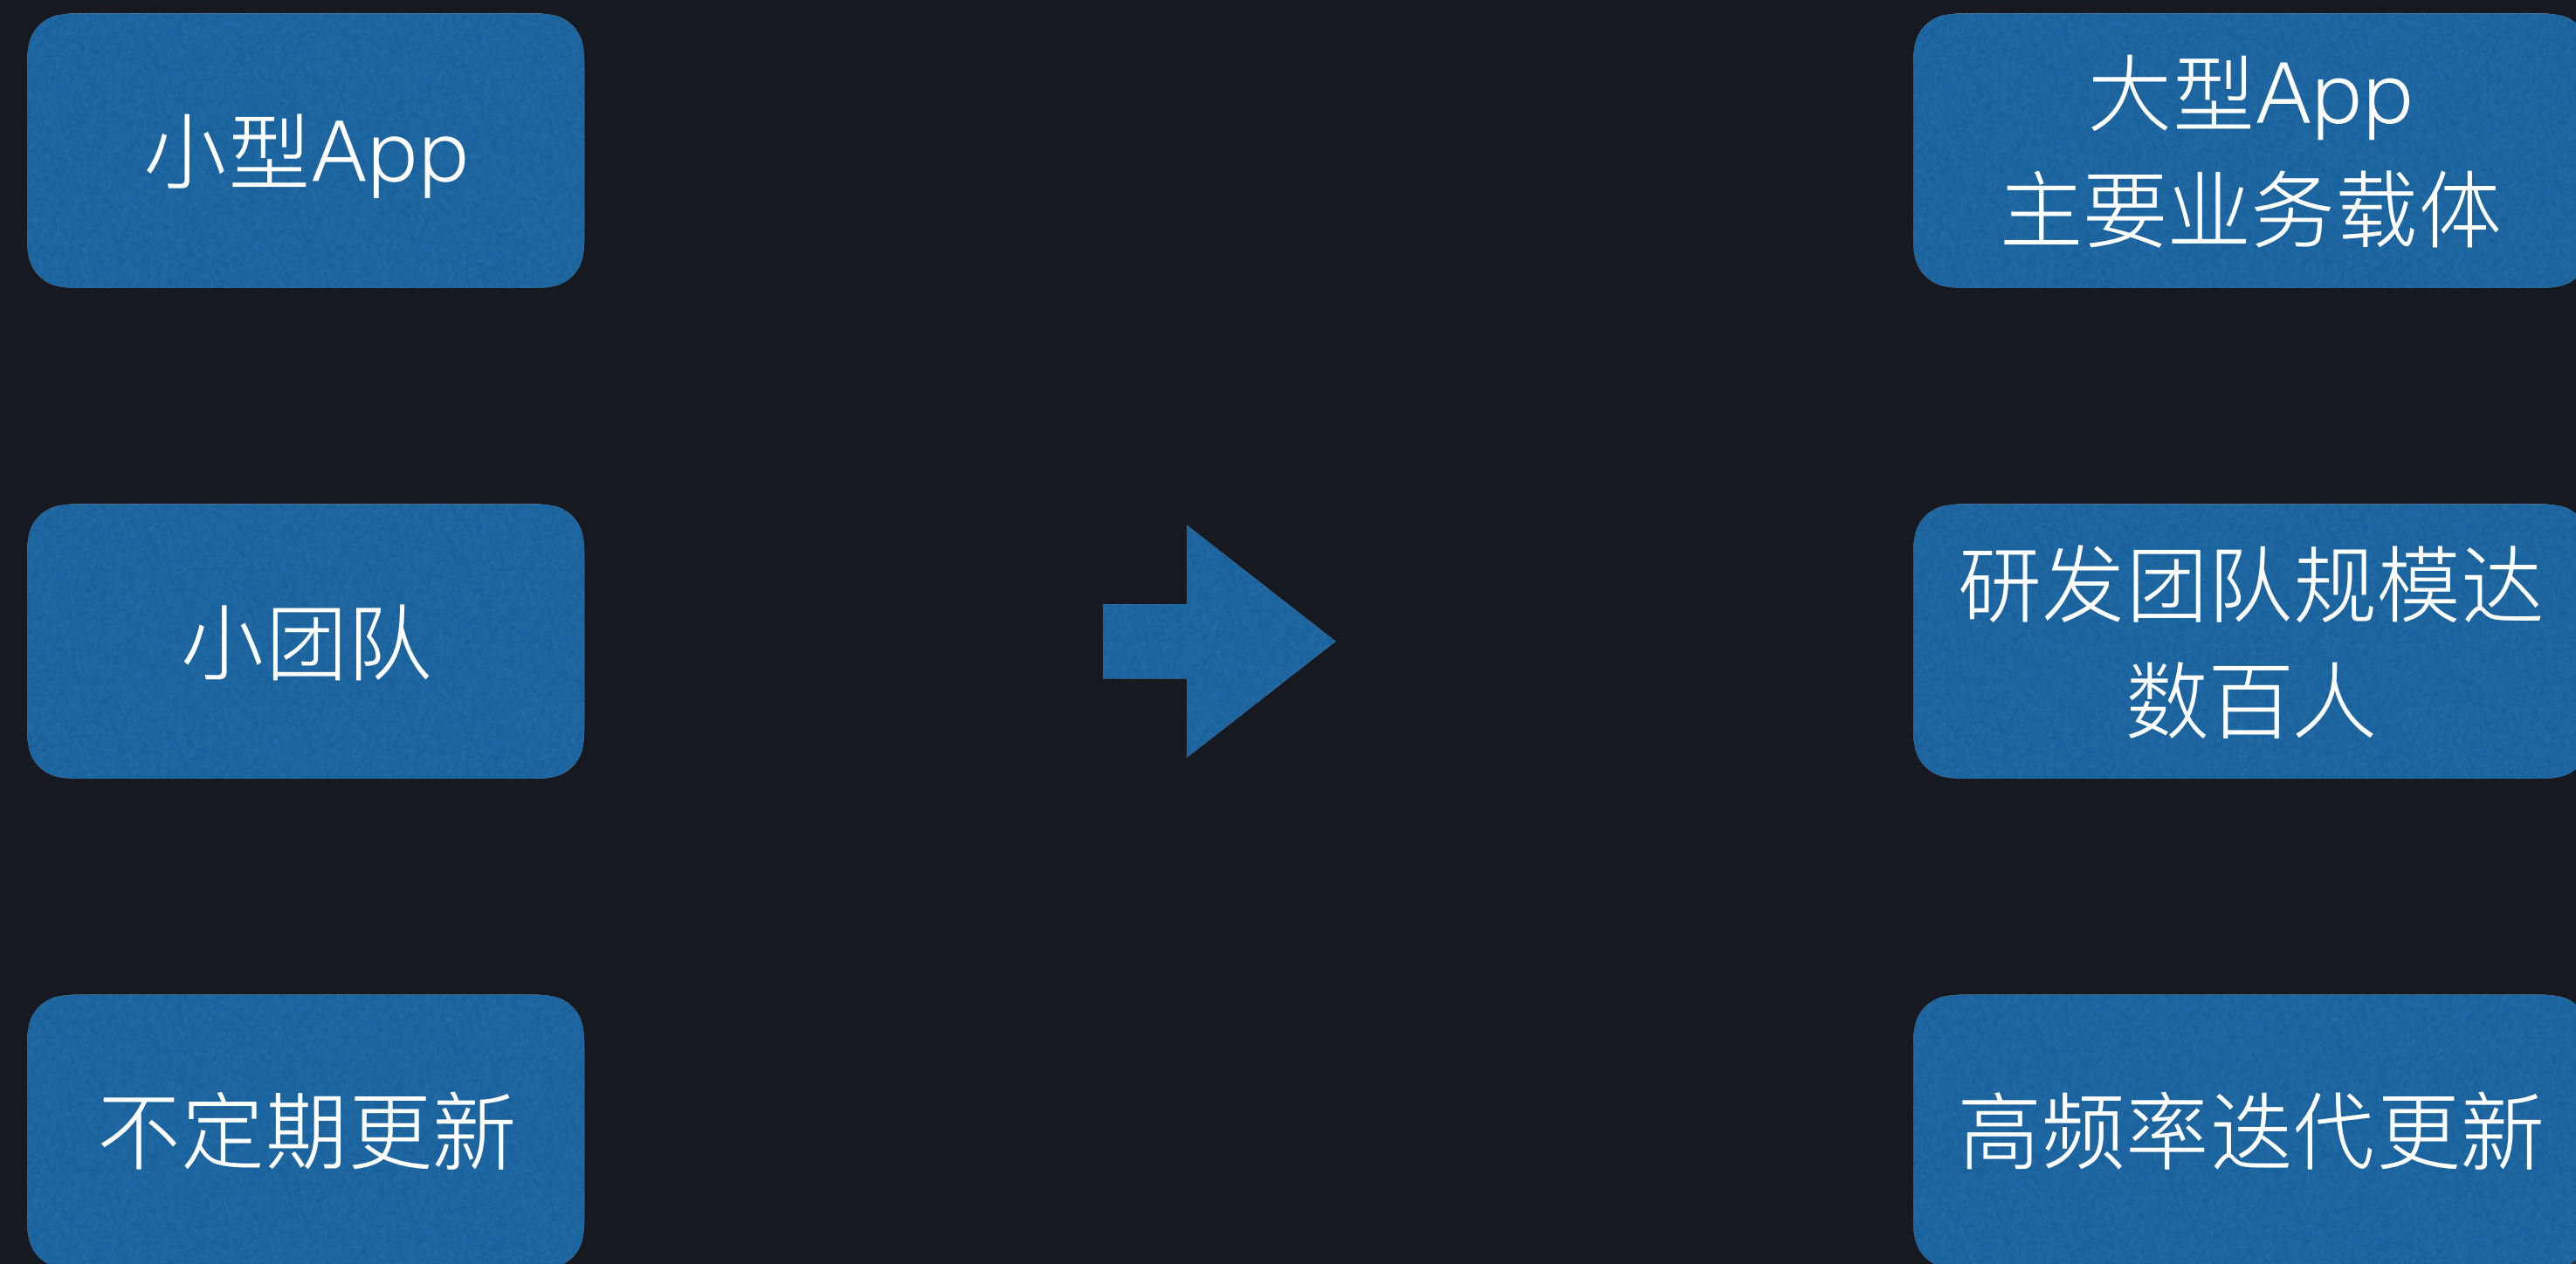 小型App
大型App
主要业务载体
小团队
研发团队规模达
数百人
不定期更新
高频率迭代更新